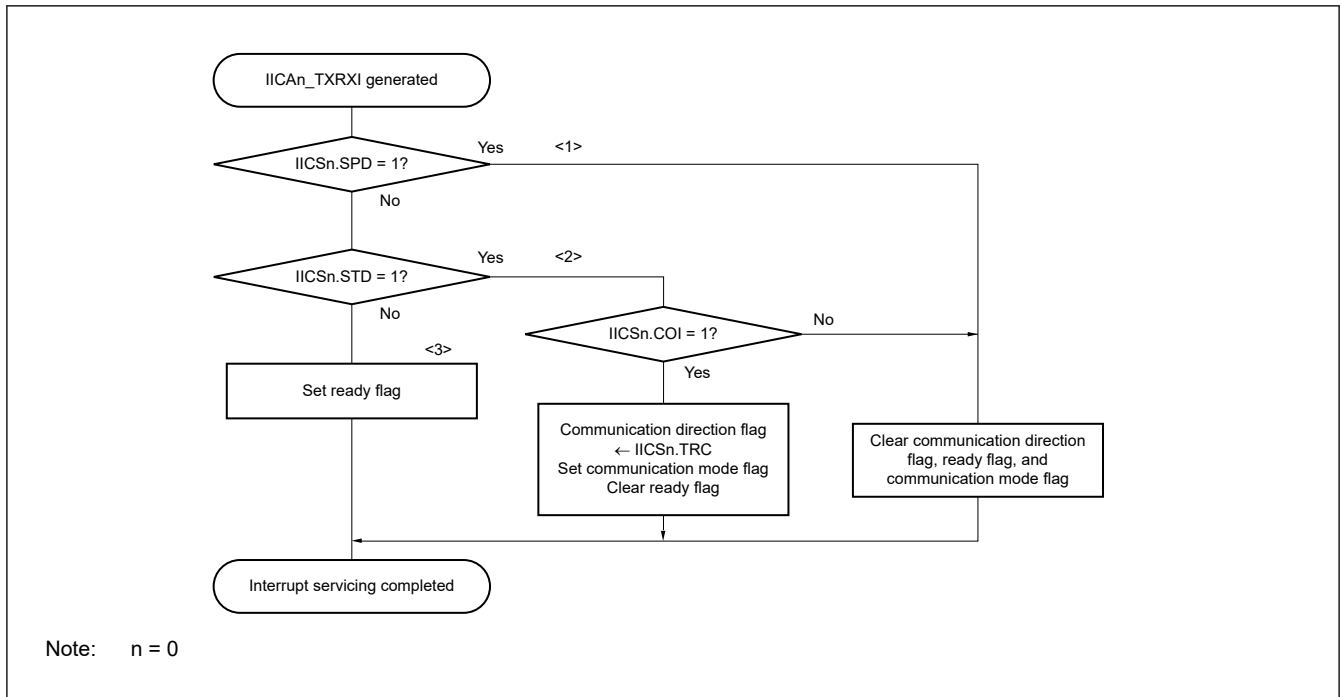 IICAn_TXRXI generated
Yes
<1>
IICSn.SPD = 1?
No
Yes
<2>
IICSn.STD = 1?
No
IICSn.COI = 1?
No
<3>
Yes
Set ready flag
Communication direction flag
← IICSn.TRC
Set communication mode flag
Clear ready flag
Clear communication direction
flag, ready flag, and
communication mode flag
Interrupt servicing completed
Note: n = 0